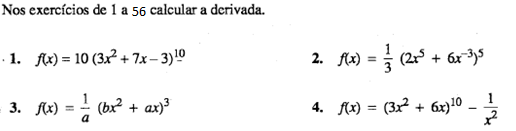 Nos exercícios de 1 a 56 calcular a derivada.
1. f(x) = 10 (3x² + 7x – 3)¹⁰
2. f(x) = 1/3 (2x⁵ + 6x⁻³)⁵
3. f(x) = 1/a (bx² + ax)³
4. f(x) = (3x² + 6x)¹⁰ – 1/x²